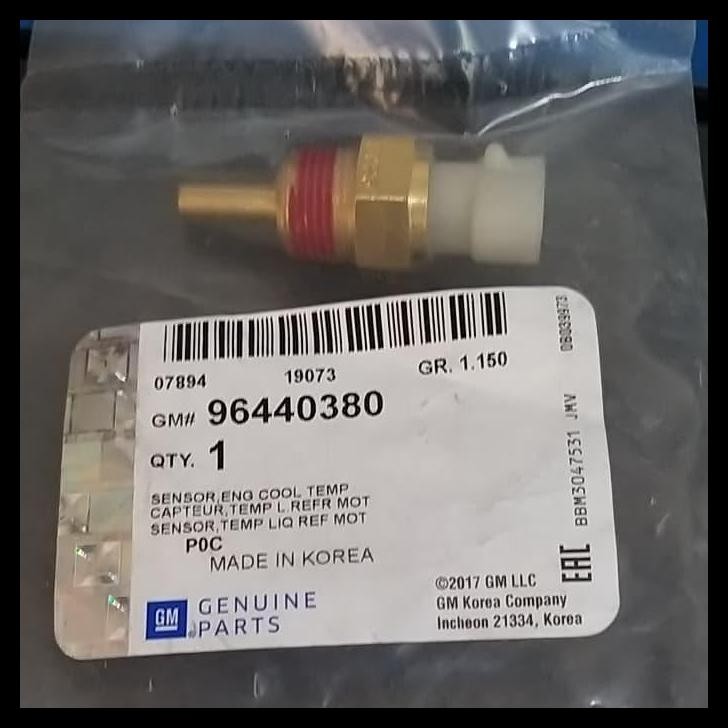 07894 19073 GR. 1.150
GM# 96440380
QTY. 1
SENSOR,ENG COOL TEMP
CAPTEUR,TEMP L.REFR MOT
SENSOR,TEMP LIQ REF MOT
P0C
MADE IN KOREA
GM GENUINE
PARTS
©2017 GM LLC
GM Korea Company
Incheon 21334, Korea
EAC BBM3047531 JMV 06039973